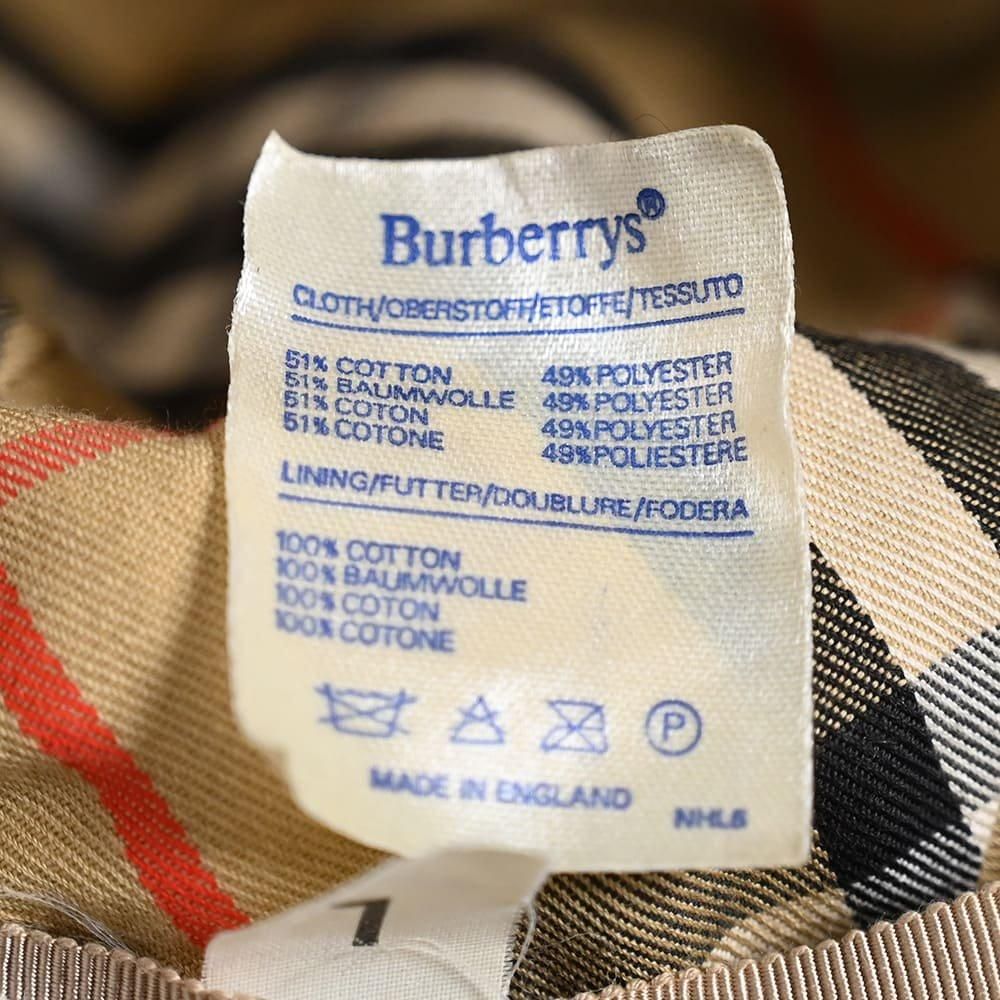 Burberrys®
CLOTH/OBERSTOFF/ETOFFE/TESSUTO
51% COTTON 49% POLYESTER
51% BAUMWOLLE 49% POLYESTER
51% COTON 49% POLYESTER
51% COTONE 49% POLIESTERE
LINING/FUTTER/DOUBLURE/FODERA
100% COTTON
100% BAUMWOLLE
100% COTON
100% COTONE
P
MADE IN ENGLAND
NHL6